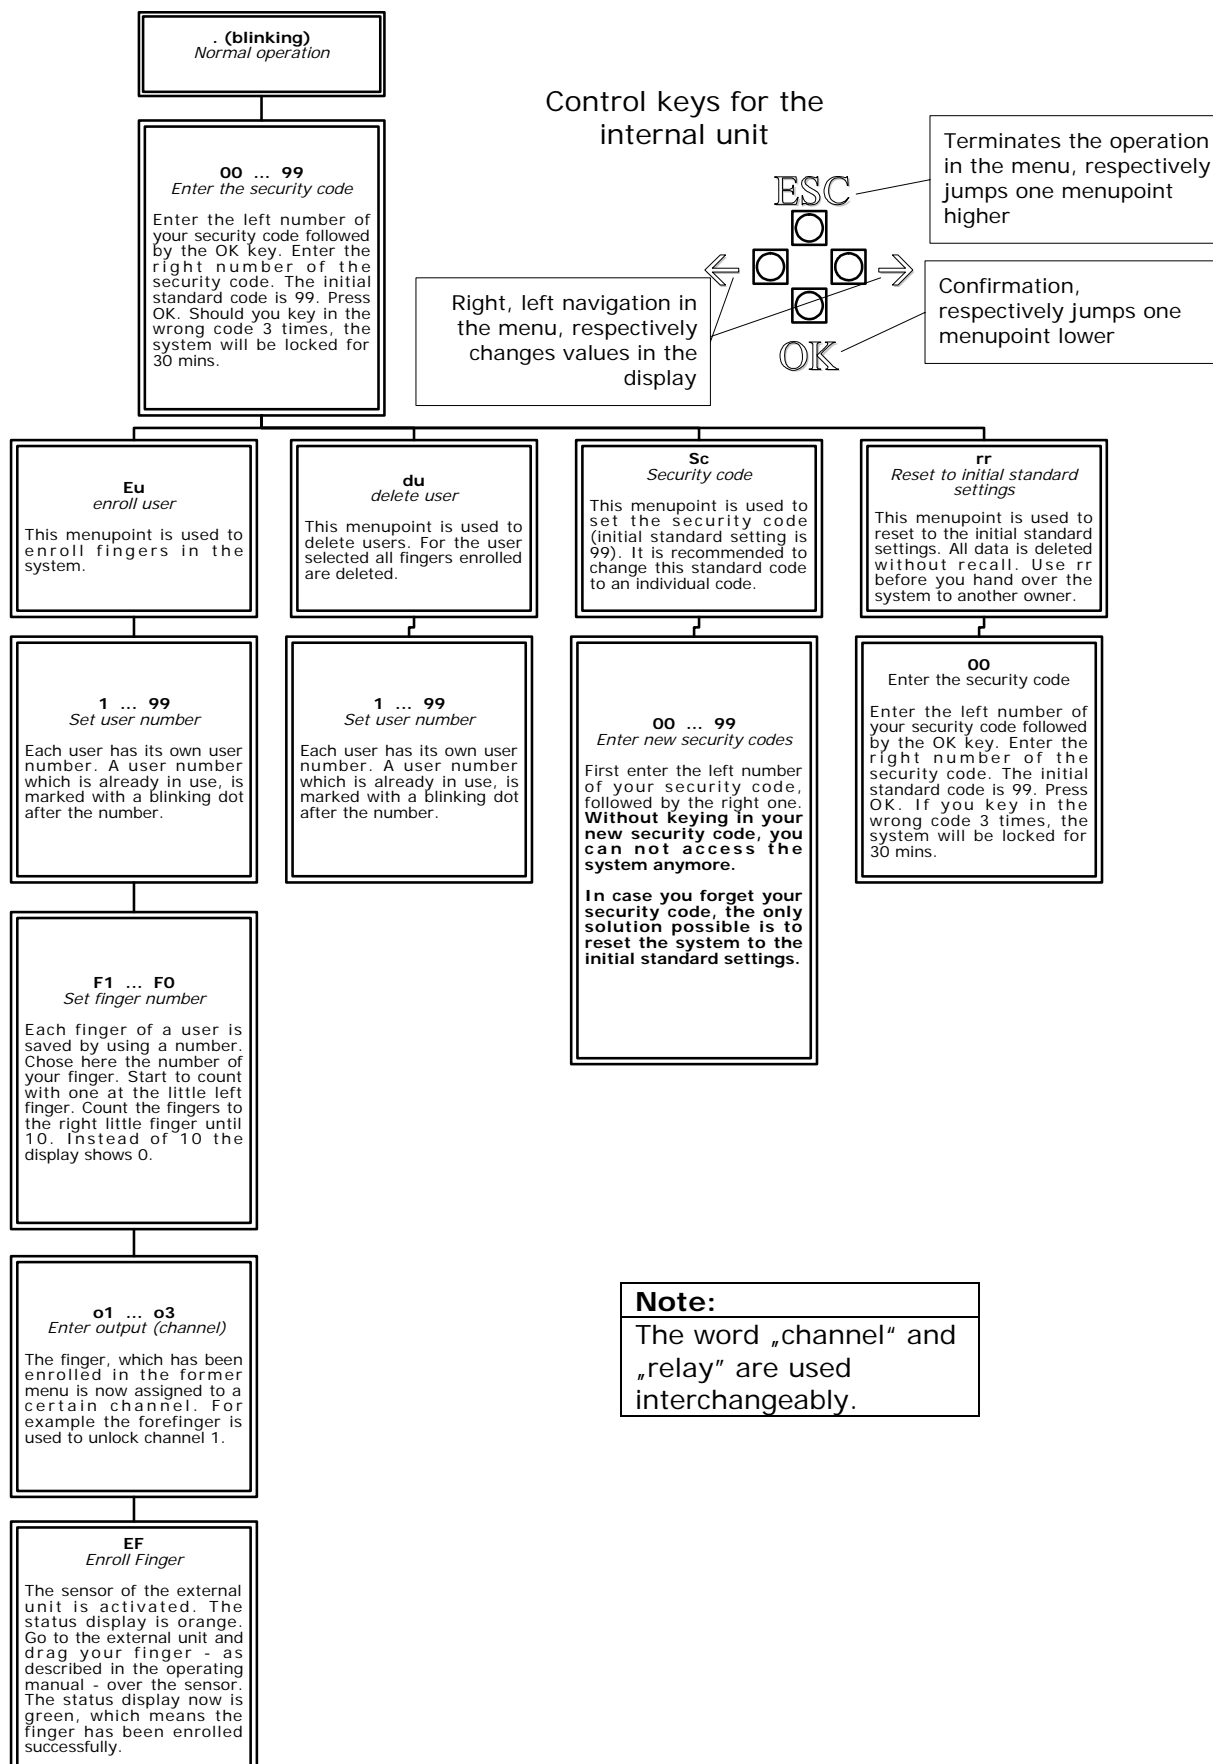 . (blinking)
Normal operation
Control keys for the
internal unit
ESC
OK
Terminates the operation
in the menu, respectively
jumps one menupoint
higher
Right, left navigation in
the menu, respectively
changes values in the
display
Confirmation,
respectively jumps one
menupoint lower
00 ... 99
Enter the security code
Enter the left number of
your security code followed
by the OK key. Enter the
right number of the
security code. The initial
standard code is 99. Press
OK. Should you key in the
wrong code 3 times, the
system will be locked for
30 mins.
Eu
enroll user
This menupoint is used to
enroll fingers in the
system.
du
delete user
This menupoint is used to
delete users. For the user
selected all fingers enrolled
are deleted.
Sc
Security code
This menupoint is used to
set the security code
(initial standard setting is
99). It is recommended to
change this standard code
to an individual code.
rr
Reset to initial standard
settings
This menupoint is used to
reset to the initial standard
settings. All data is deleted
without recall. Use rr
before you hand over the
system to another owner.
1 ... 99
Set user number
Each user has its own user
number. A user number
which is already in use, is
marked with a blinking dot
after the number.
1 ... 99
Set user number
Each user has its own user
number. A user number
which is already in use, is
marked with a blinking dot
after the number.
00 ... 99
Enter new security codes
First enter the left number
of your security code,
followed by the right one.
Without keying in your
new security code, you
can not access the
system anymore.
In case you forget your
security code, the only
solution possible is to
reset the system to the
initial standard settings.
00
Enter the security code
Enter the left number of
your security code followed
by the OK key. Enter the
right number of the
security code. The initial
standard code is 99. Press
OK. If you key in the
wrong code 3 times, the
system will be locked for
30 mins.
F1 ... F0
Set finger number
Each finger of a user is
saved by using a number.
Chose here the number of
your finger. Start to count
with one at the little left
finger. Count the fingers to
the right little finger until
10. Instead of 10 the
display shows 0.
o1 ... o3
Enter output (channel)
The finger, which has been
enrolled in the former
menu is now assigned to a
certain channel. For
example the forefinger is
used to unlock channel 1.
Note:
The word „channel“ and
„relay” are used
interchangeably.
EF
Enroll Finger
The sensor of the external
unit is activated. The
status display is orange.
Go to the external unit and
drag your finger - as
described in the operating
manual - over the sensor.
The status display now is
green, which means the
finger has been enrolled
successfully.